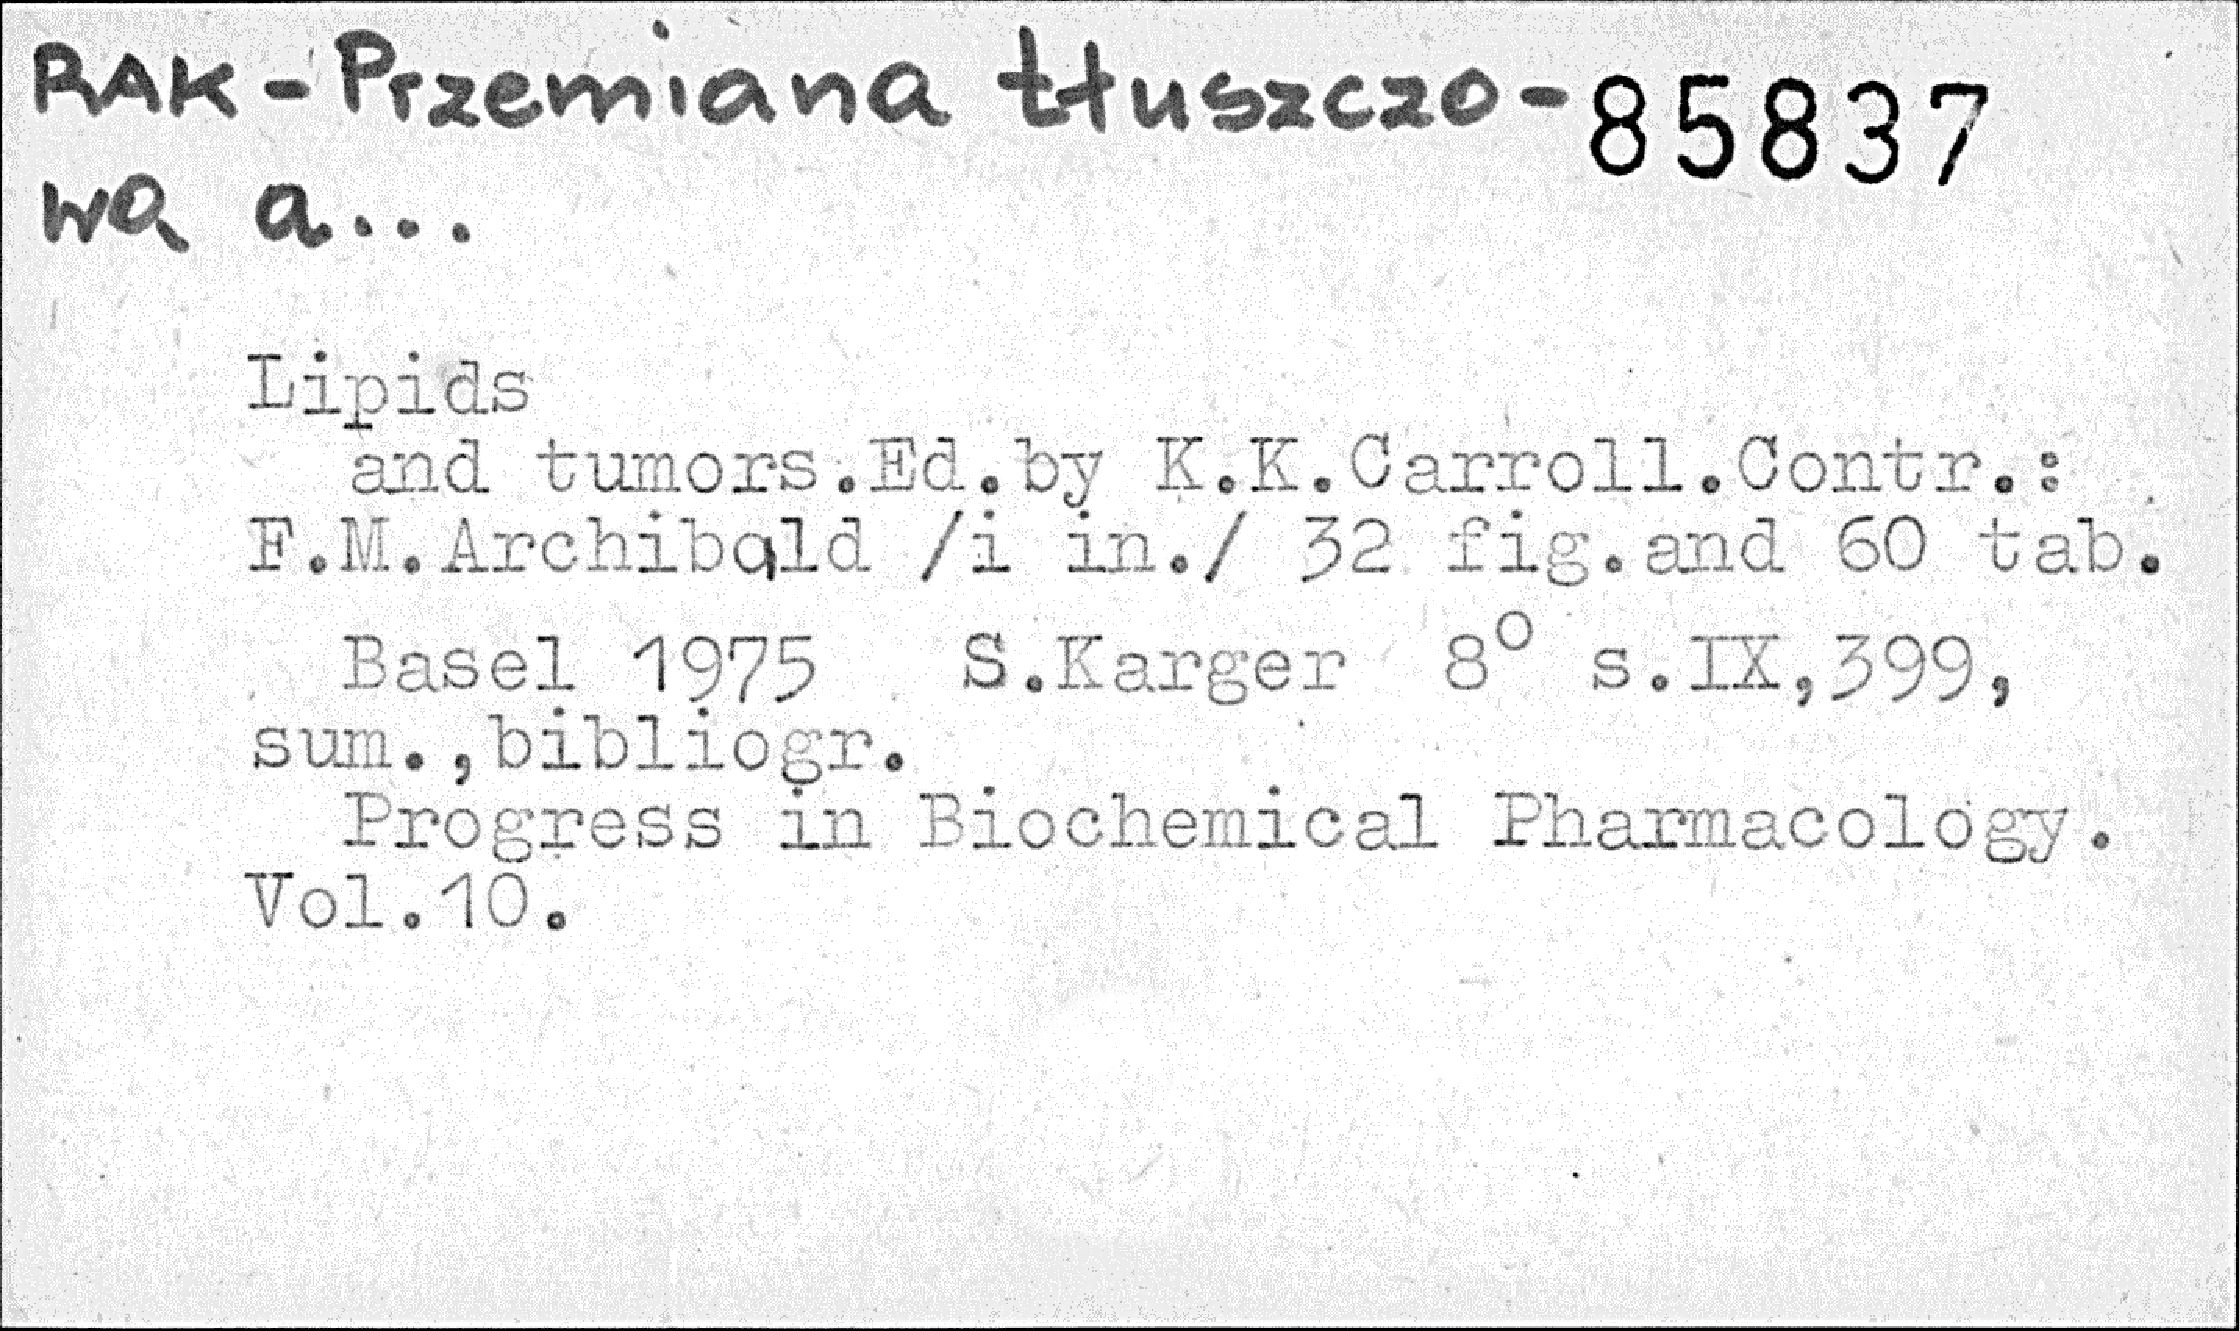 RAK - Przemiana tłuszczo- 85837
wa a...
Lipids
and tumors.Ed.by K.K.Carroll.Contr.:
F.M.Archibald /i in./ 32 fig.and 60 tab.
Basel 1975 S.Karger 8° s.IX,399,
sum.,bibliogr.
Progress in Biochemical Pharmacology.
Vol.10.